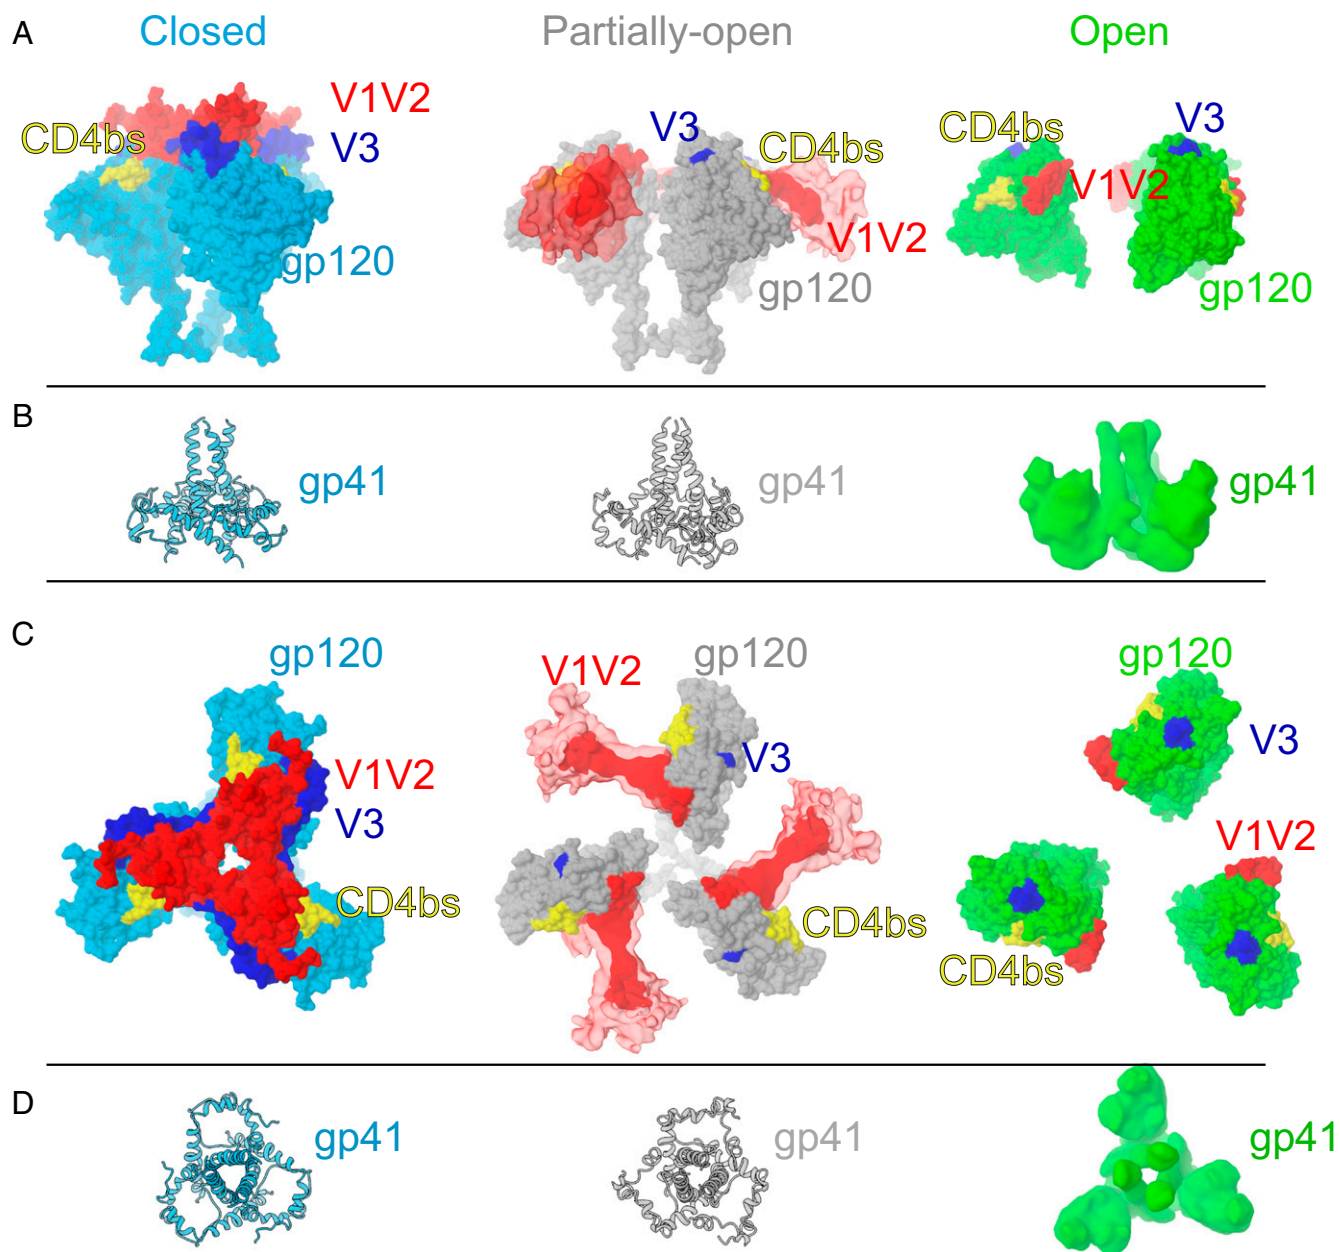 A
Closed
Partially-open
Open
V1V2
CD4bs
V3
gp120
V3
CD4bs
V1V2
gp120
CD4bs
V3
V1V2
gp120
B
gp41
gp41
gp41
C
gp120
V1V2
V3
CD4bs
V1V2
gp120
V3
CD4bs
gp120
V3
V1V2
CD4bs
D
gp41
gp41
gp41